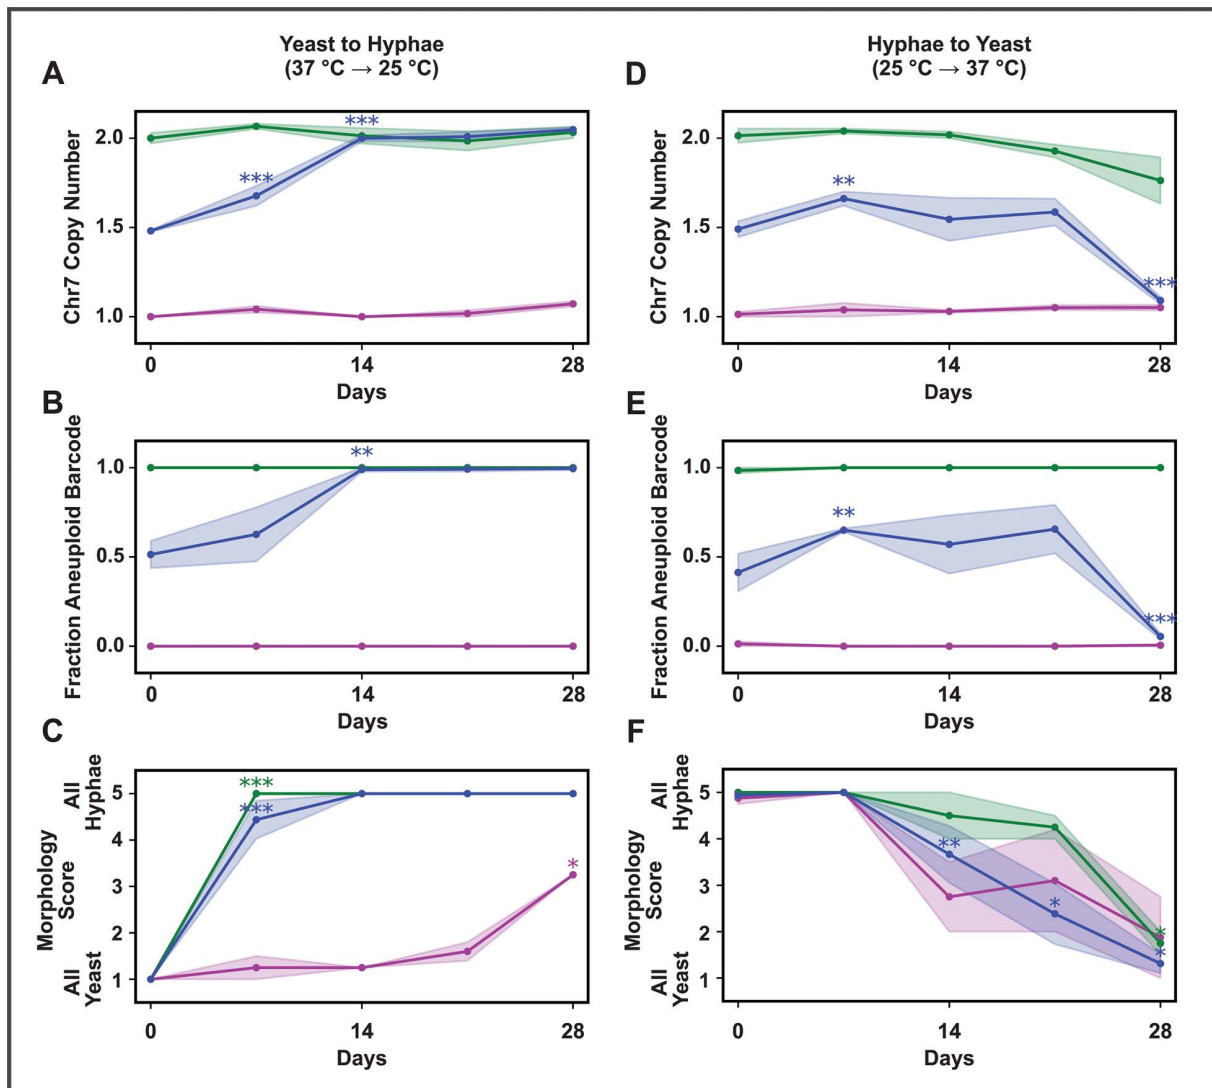 Yeast to Hyphae
(37 °C → 25 °C)
Hyphae to Yeast
(25 °C → 37 °C)
A
Chr7 Copy Number
2.0
1.5
1.0
***
***
0
14
28
Days
D
Chr7 Copy Number
2.0
1.5
1.0
**
***
0
14
28
Days
B
Fraction Aneuploid Barcode
1.0
0.5
0.0
**
0
14
28
Days
E
Fraction Aneuploid Barcode
1.0
0.5
0.0
**
***
0
14
28
Days
C
Morphology
Score
All
Hyphae
All
Yeast
5
4
3
2
1
***
***
*
0
14
28
Days
F
Morphology
Score
All
Hyphae
All
Yeast
5
4
3
2
1
**
*
*
*
0
14
28
Days